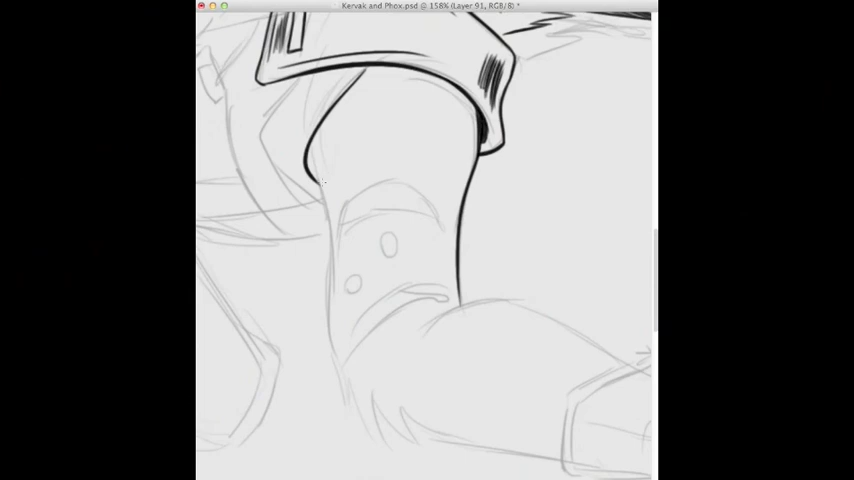 Kervak and Phox.psd @ 158% (Layer 91, RGB/8) *